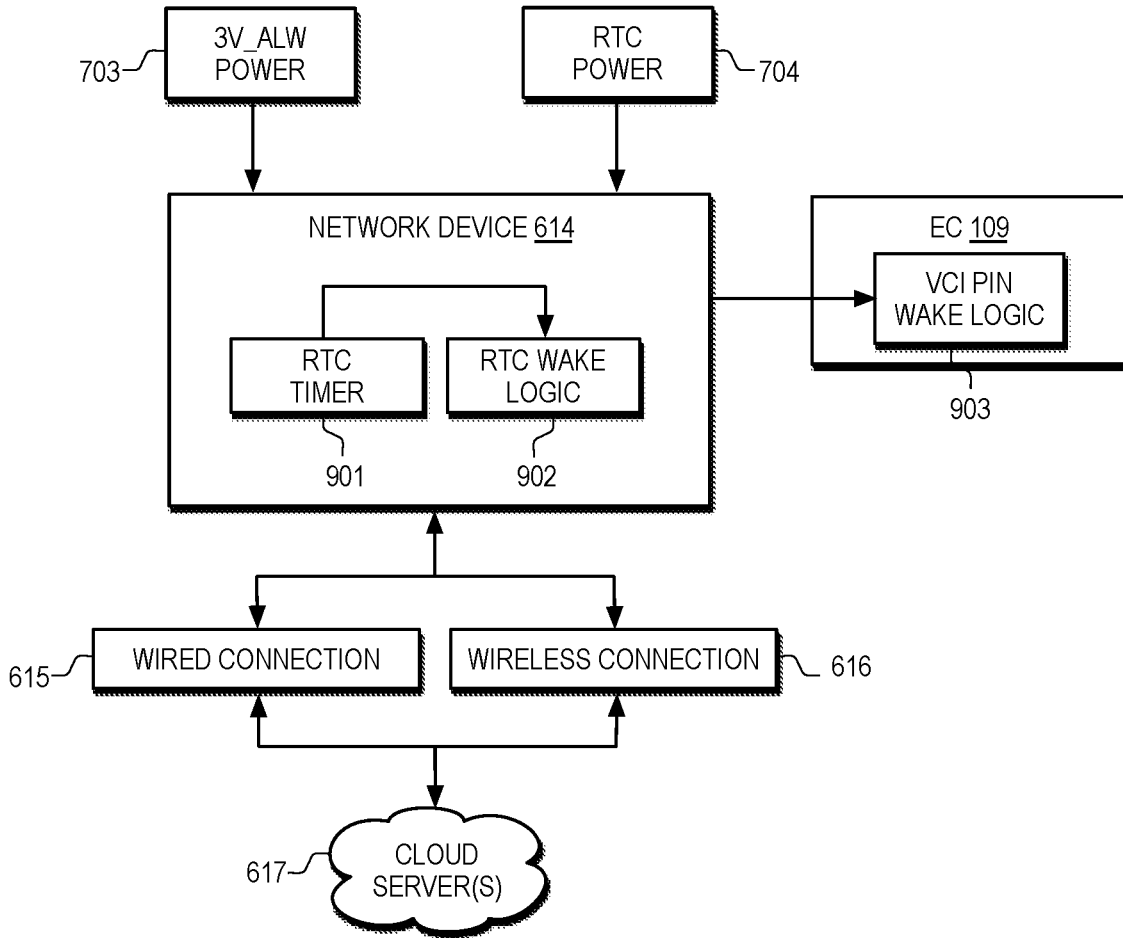 3V_ALW
POWER
703
RTC
POWER
704
NETWORK DEVICE 614
RTC
TIMER
901
RTC WAKE
LOGIC
902
EC 109
VCI PIN
WAKE LOGIC
903
WIRED CONNECTION
615
WIRELESS CONNECTION
616
CLOUD
SERVER(S)
617